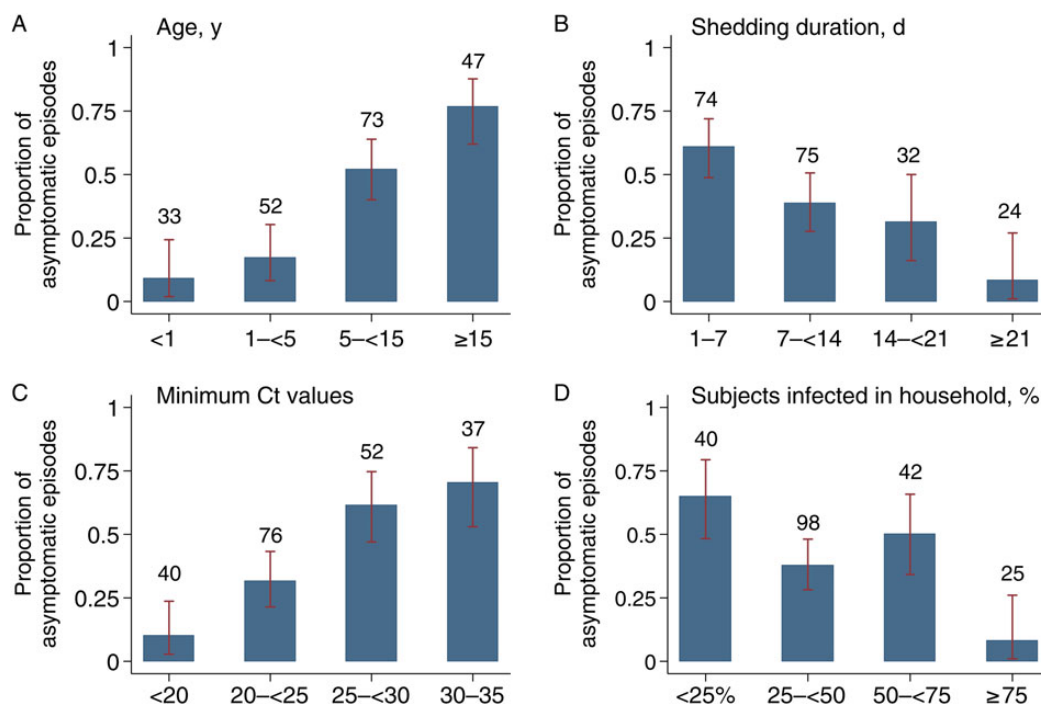 A Age, y
Proportion of
asymptomatic episodes
1
0.75
0.5
0.25
0
33
52
73
47
<1 1–<5 5–<15 ≥15
B Shedding duration, d
Proportion of
asymptomatic episodes
1
0.75
0.5
0.25
0
74
75
32
24
1–7 7–<14 14–<21 ≥21
C Minimum Ct values
Proportion of
asymptomatic episodes
1
0.75
0.5
0.25
0
40
76
52
37
<20 20–<25 25–<30 30–35
D Subjects infected in household, %
Proportion of
asymptomatic episodes
1
0.75
0.5
0.25
0
40
98
42
25
<25% 25–<50 50–<75 ≥75